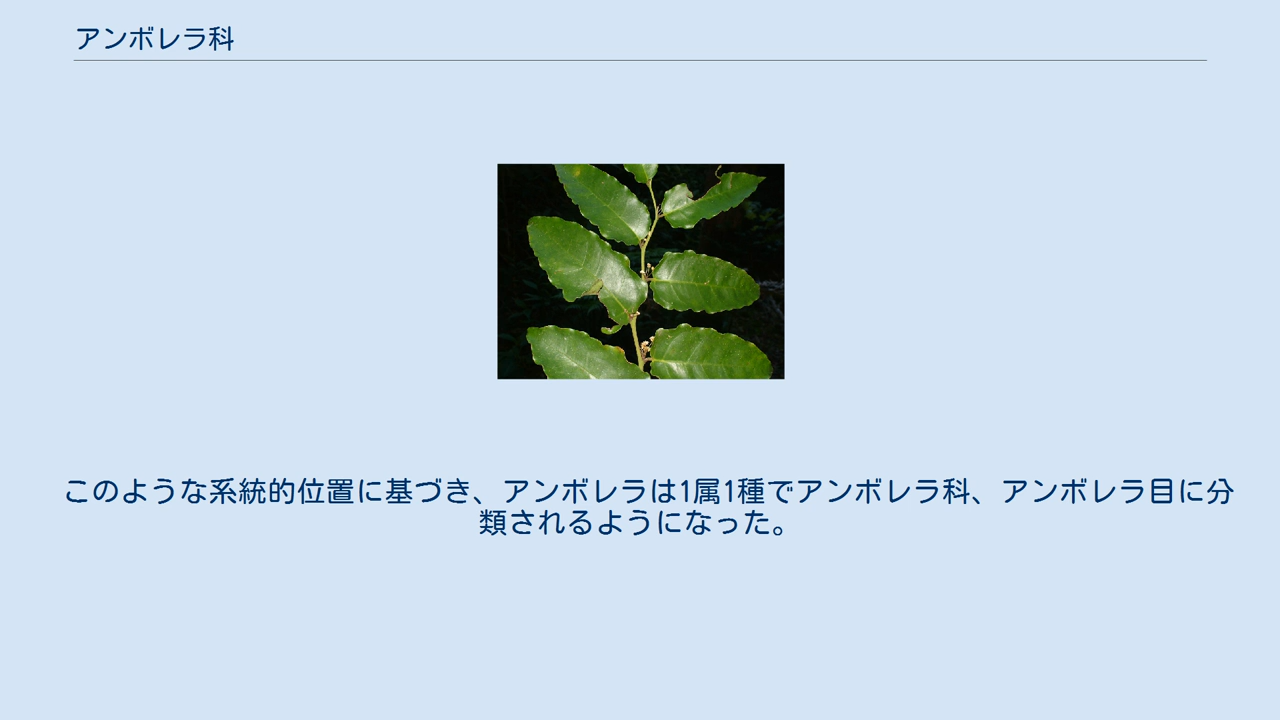 アンボレラ科
このような系統的位置に基づき、アンボレラは1属1種でアンボレラ科、アンボレラ目に分
類されるようになった。